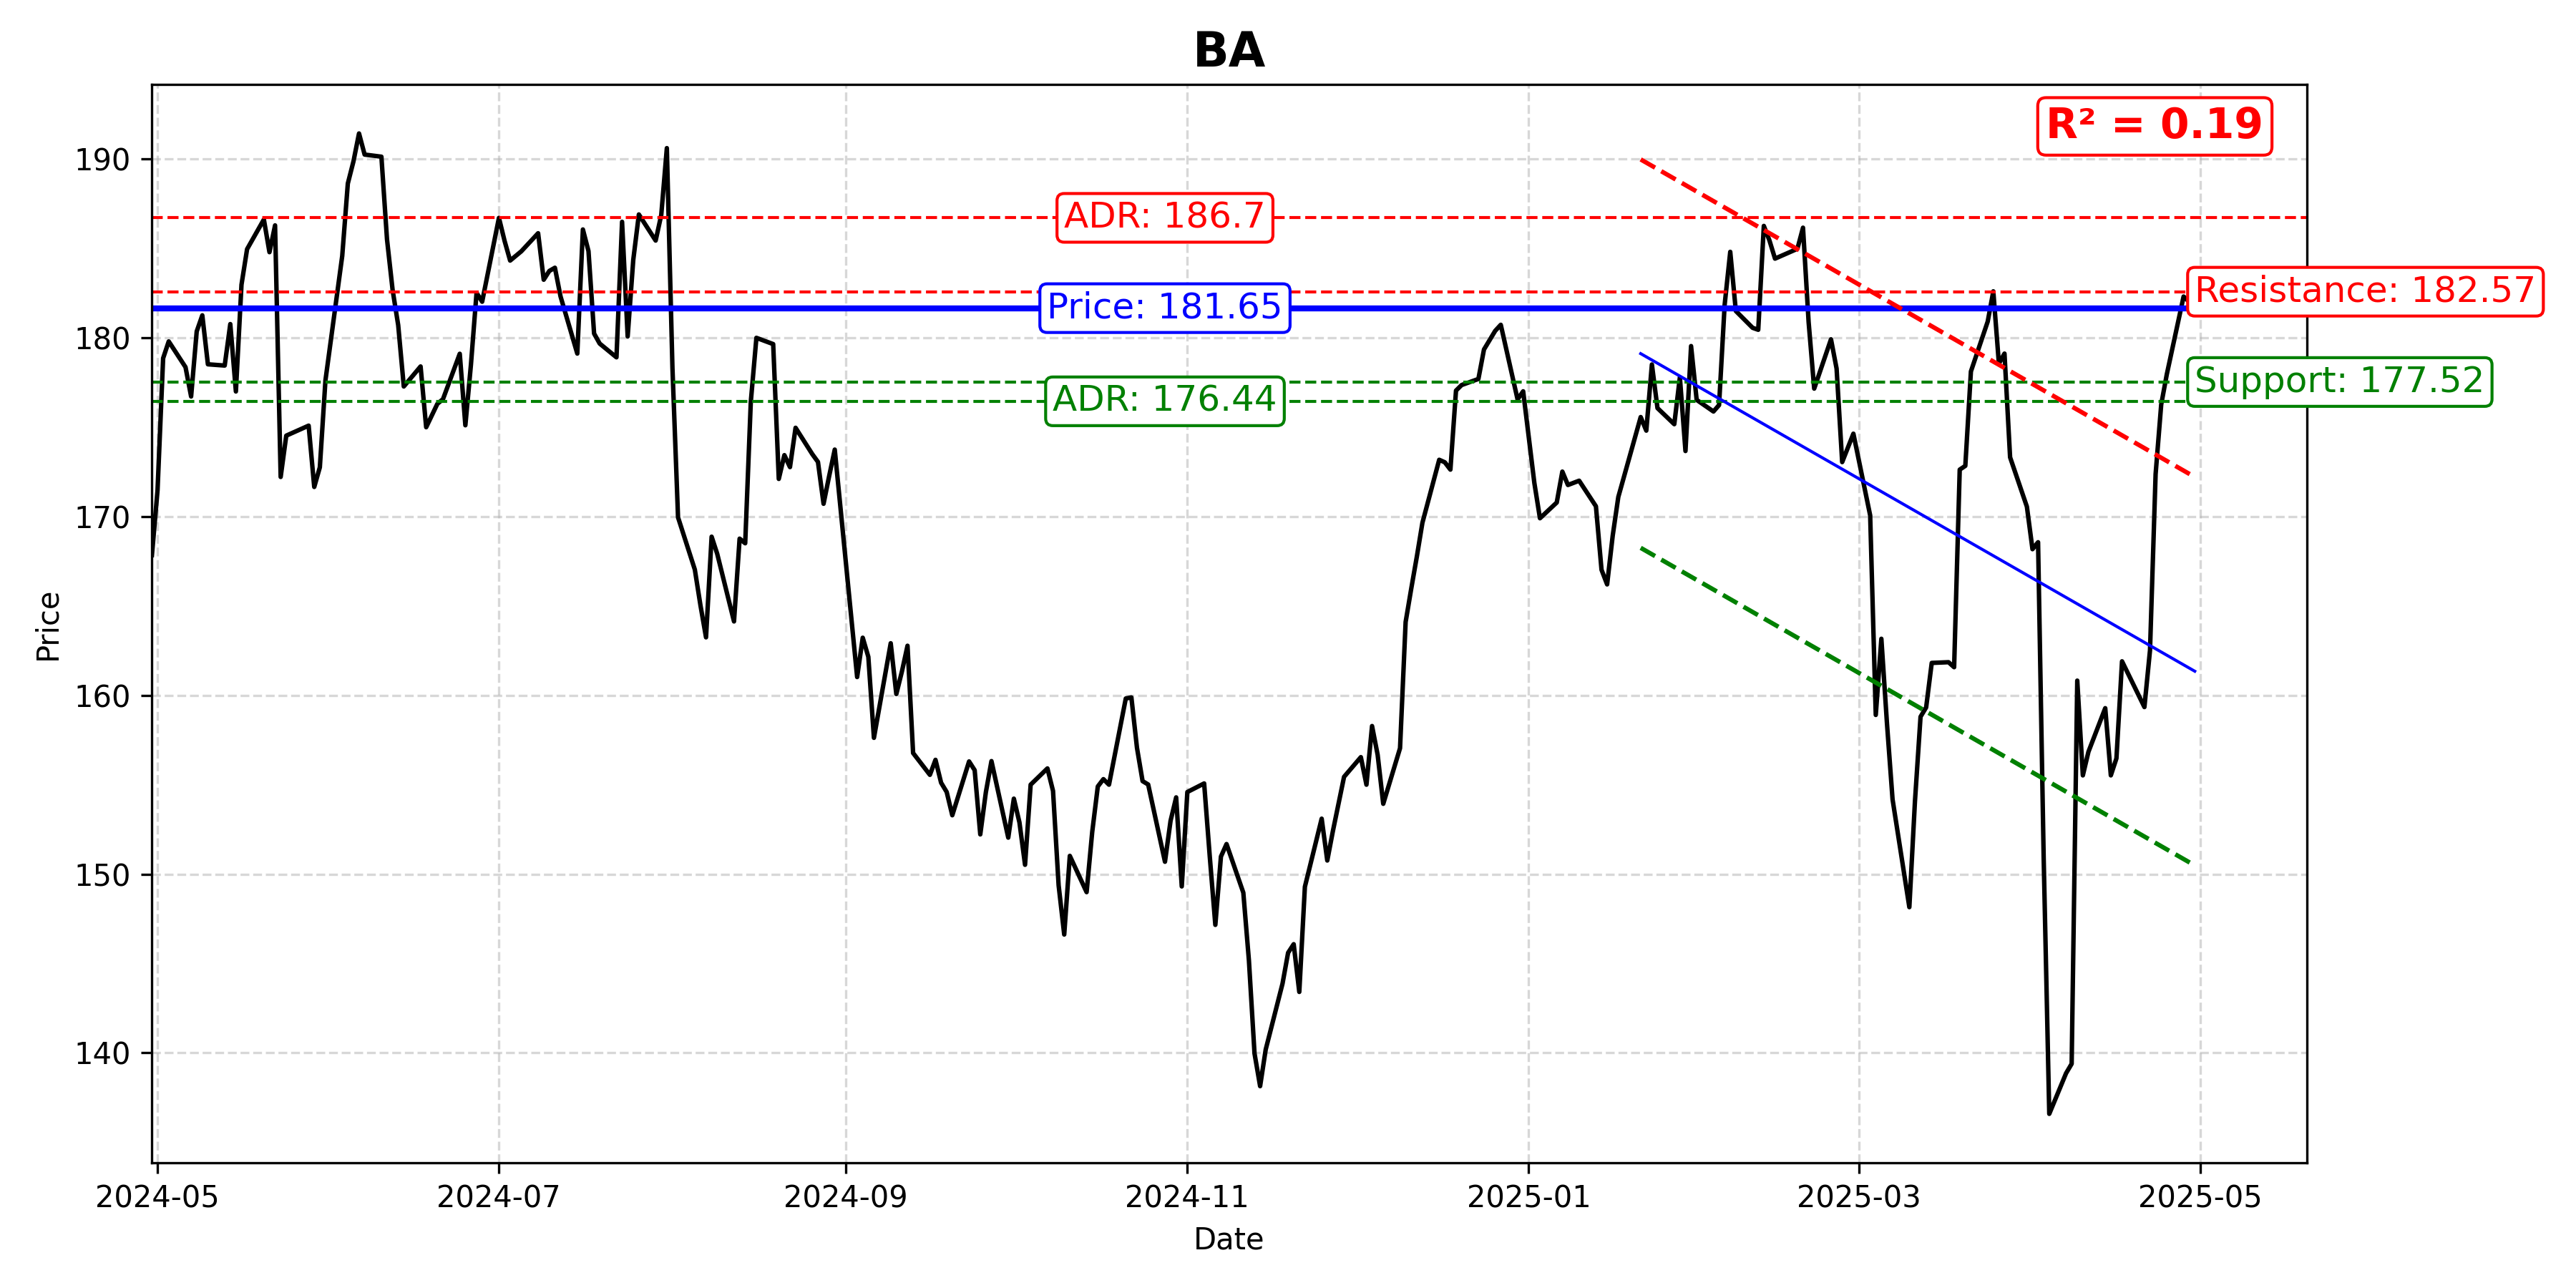 BA
R² = 0.19
190
ADR: 186.7
Resistance: 182.57
Price: 181.65
180
Support: 177.52
ADR: 176.44
170
Price
160
150
140
2024-05 2024-07 2024-09 2024-11 2025-01 2025-03 2025-05
Date